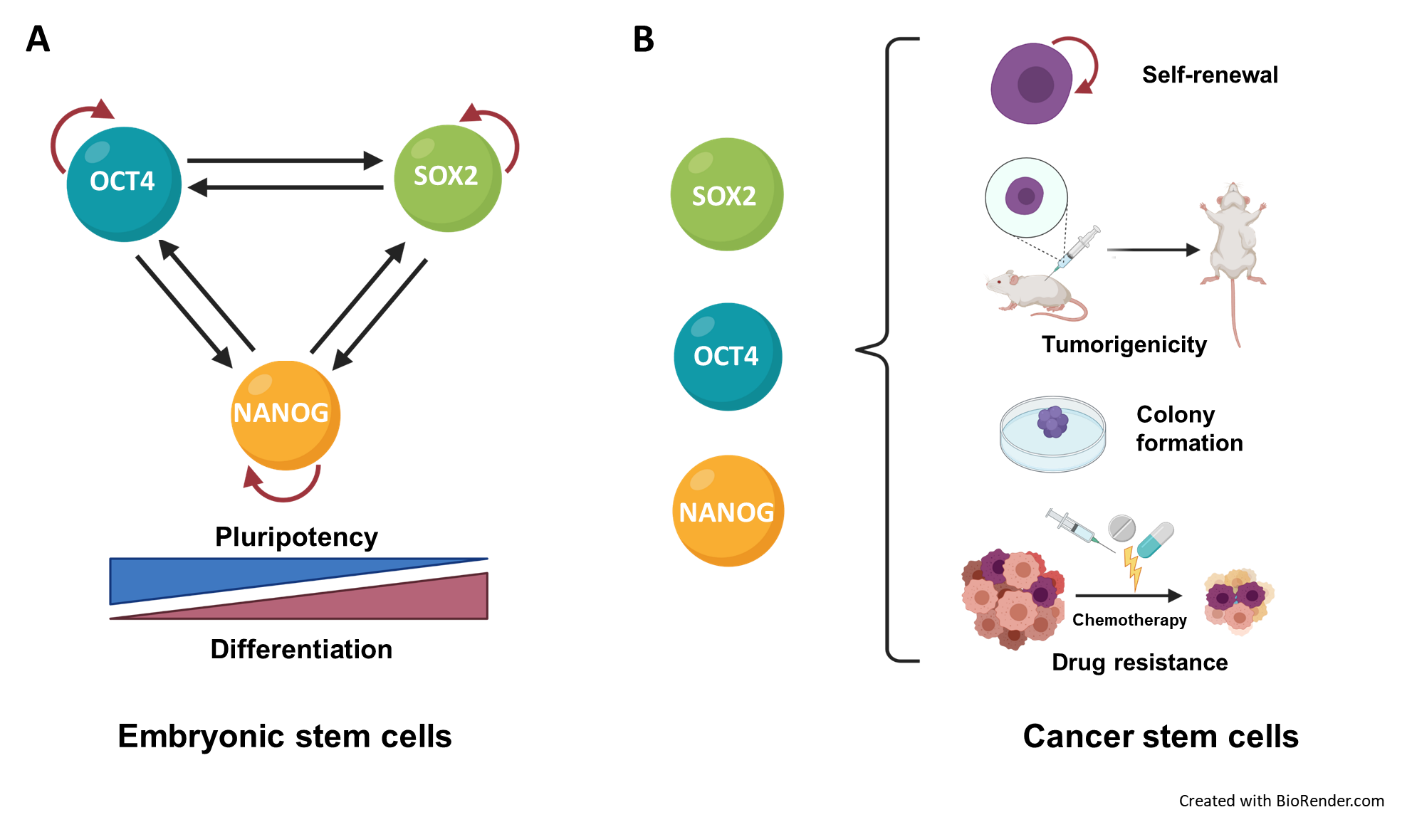 A
OCT4
SOX2
NANOG
Pluripotency
Differentiation
Embryonic stem cells
B
SOX2
OCT4
NANOG
Self-renewal
Tumorigenicity
Colony
formation
Chemotherapy
Drug resistance
Cancer stem cells
Created with BioRender.com